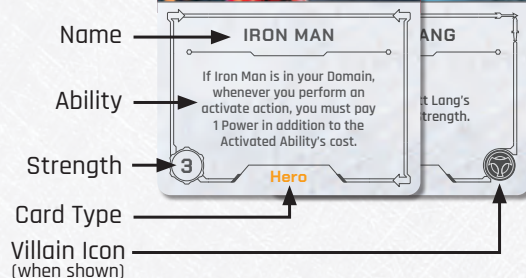 Name
IRON MAN
ANG
Ability
If Iron Man is in your Domain,
whenever you perform an
activate action, you must pay
1 Power in addition to the
Activated Ability's cost.
t Lang's
trength.
Strength
3
Hero
Card Type
Villain Icon
(when shown)